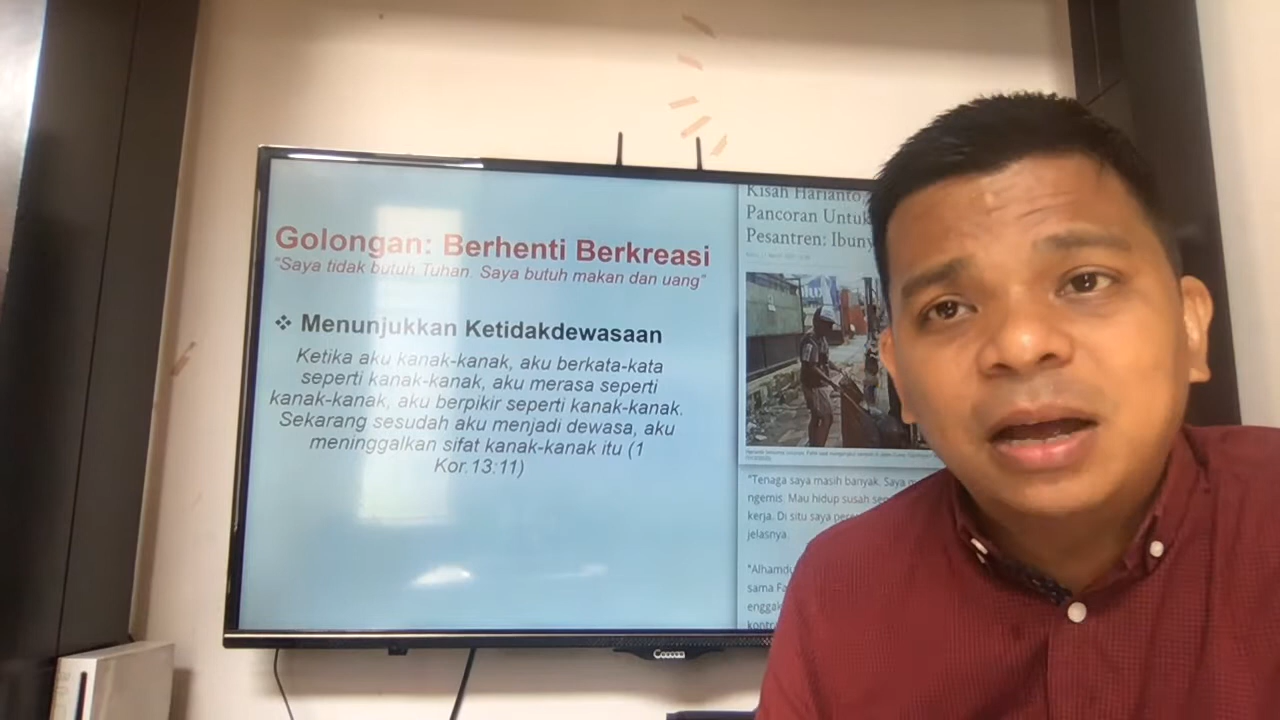 Golongan: Berhenti Berkreasi
"Saya tidak butuh Tuhan. Saya butuh makan dan uang"
❖ Menunjukkan Ketidakdewasaan
Ketika aku kanak-kanak, aku berkata-kata
seperti kanak-kanak, aku merasa seperti
kanak-kanak, aku berpikir seperti kanak-kanak.
Sekarang sesudah aku menjadi dewasa, aku
meninggalkan sifat kanak-kanak itu (1
Kor.13:11)
Kisah Harianto
Pancoran Untuk
Pesantren: Ibuny
"Tenaga saya masih banyak. Saya
ngemis. Mau hidup susah
kerja. Di situ saya
jelasnya.
"Alhamdu
sama Fa
enggak
kontra